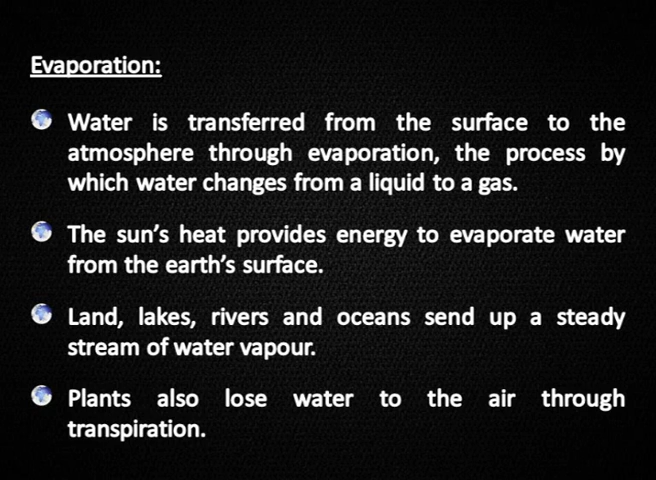 Evaporation:
Water is transferred from the surface to the
atmosphere through evaporation, the process by
which water changes from a liquid to a gas.
The sun’s heat provides energy to evaporate water
from the earth’s surface.
Land, lakes, rivers and oceans send up a steady
stream of water vapour.
Plants also lose water to the air through
transpiration.